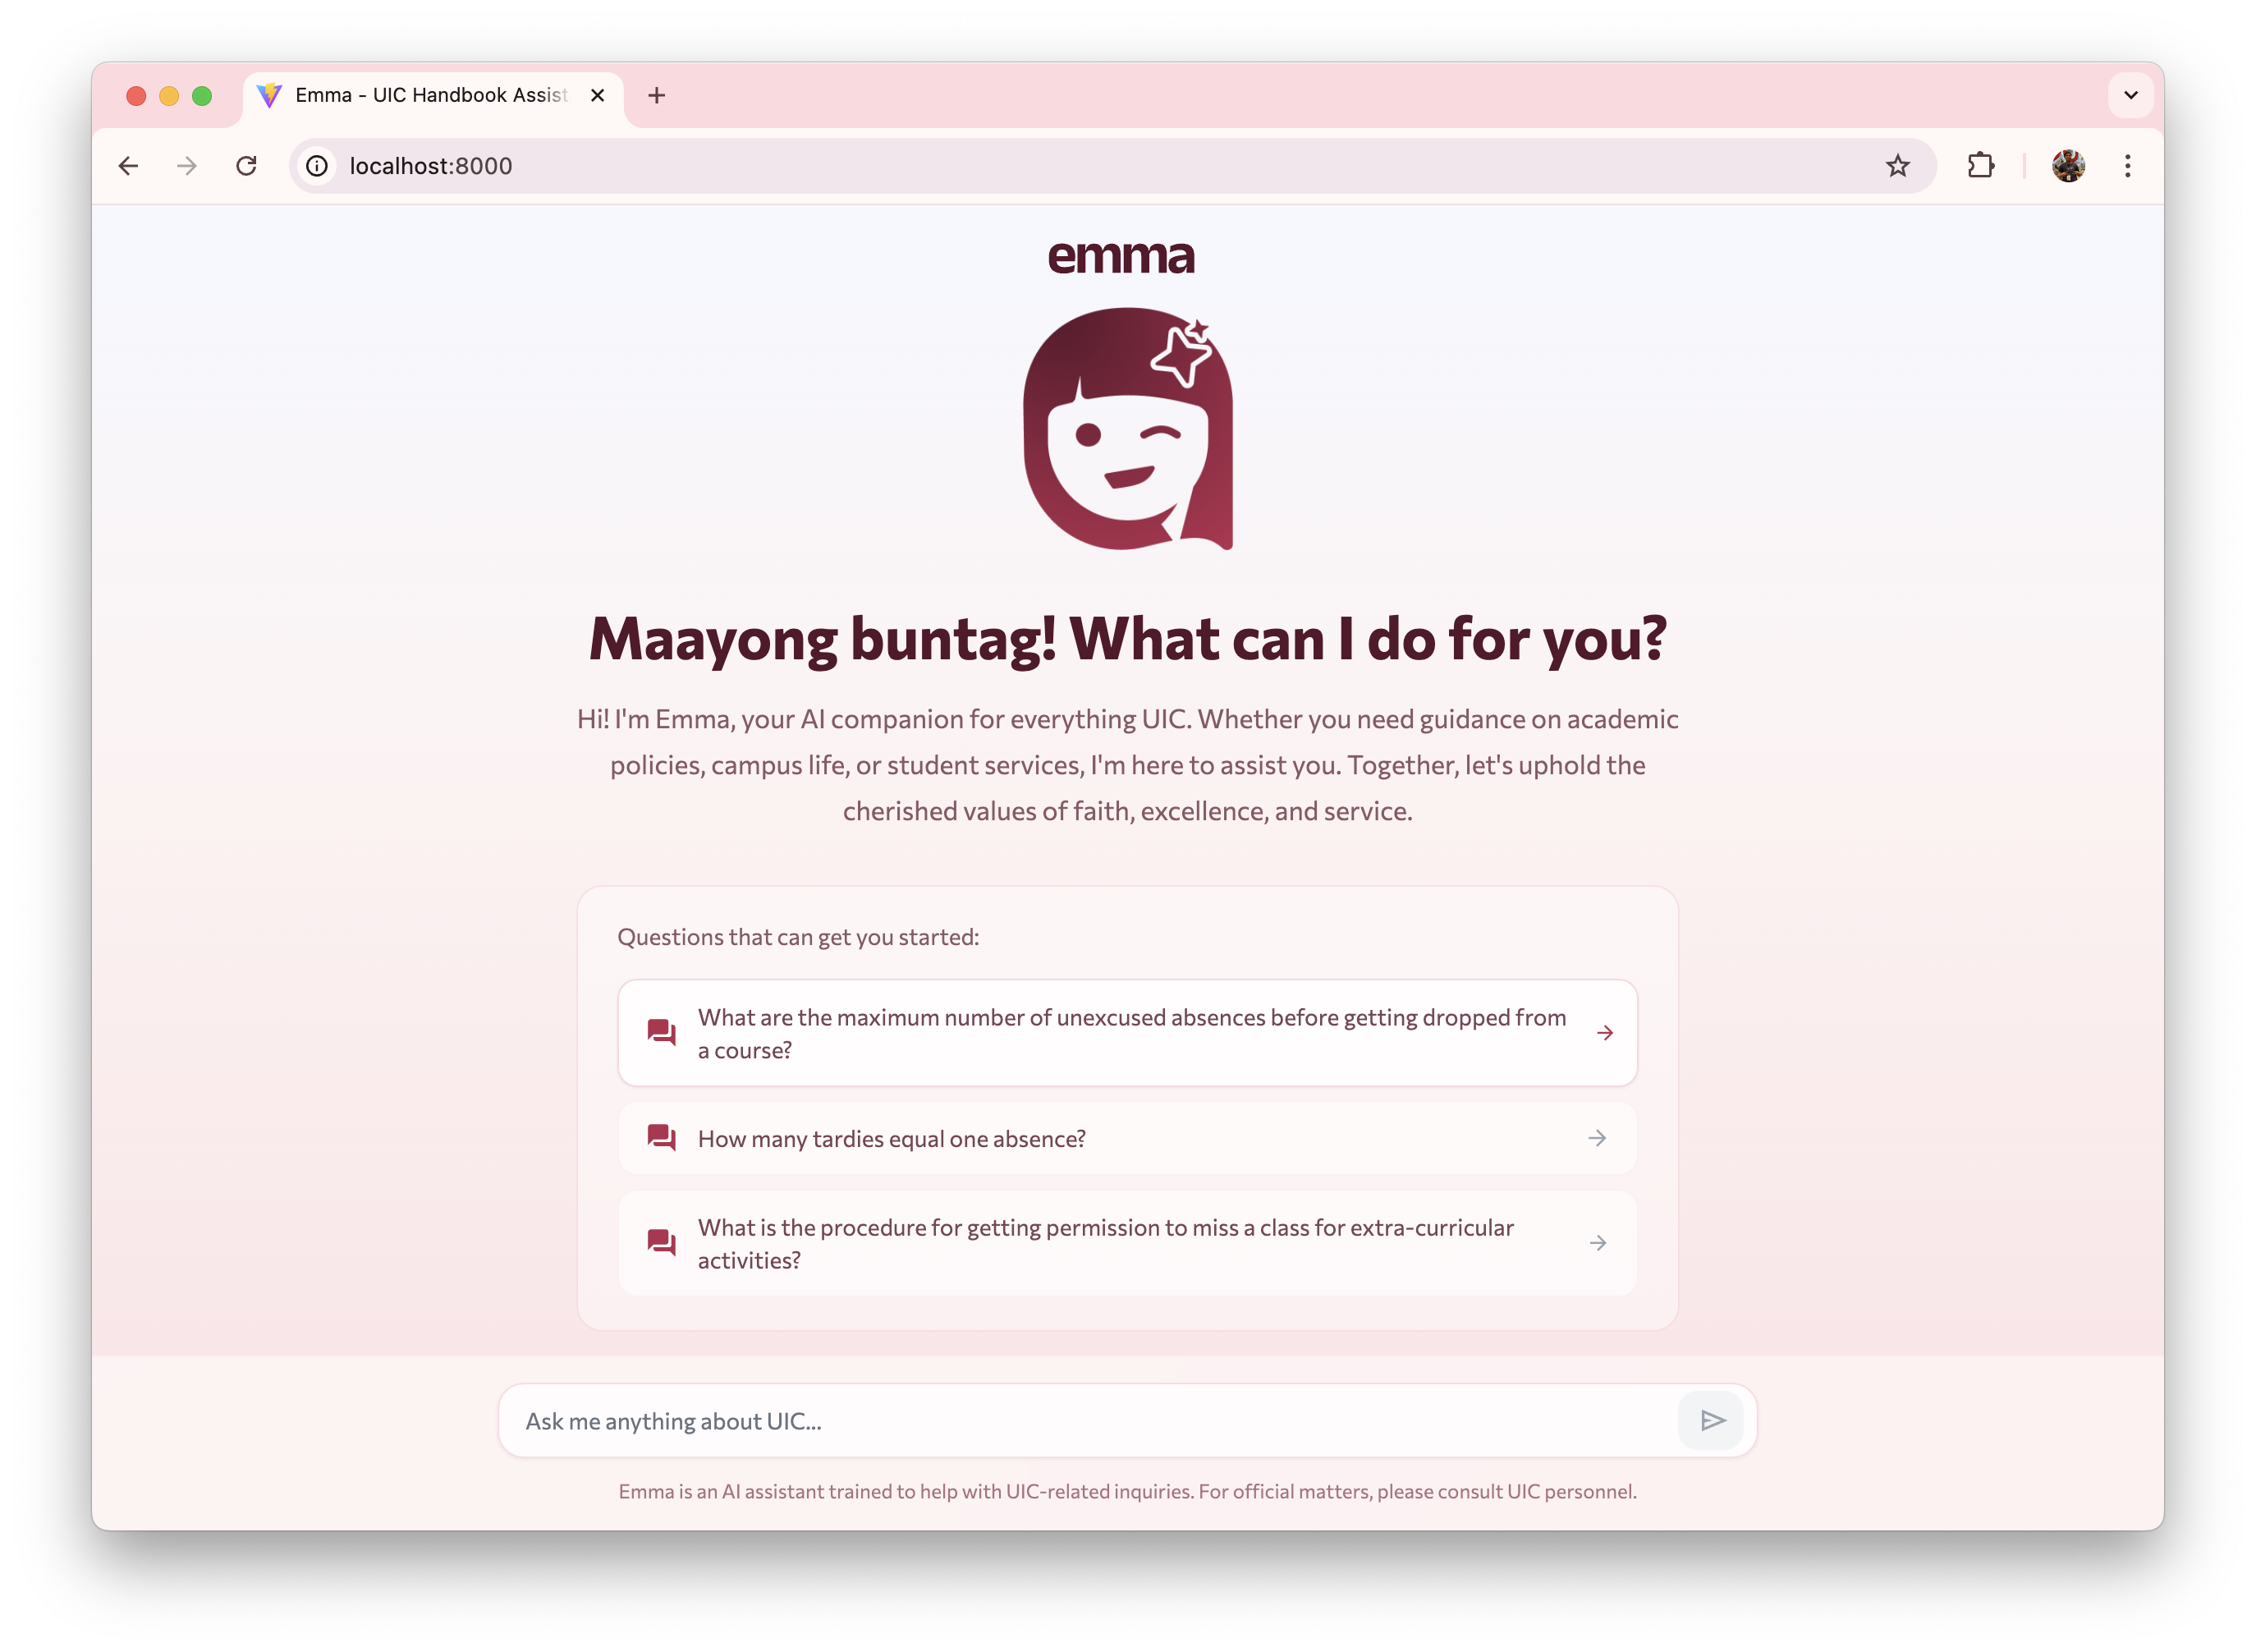 Emma - UIC Handbook Assist
localhost:8000
emma
Maayong buntag! What can I do for you?
Hi! I'm Emma, your AI companion for everything UIC. Whether you need guidance on academic
policies, campus life, or student services, I'm here to assist you. Together, let's uphold the
cherished values of faith, excellence, and service.
Questions that can get you started:
What are the maximum number of unexcused absences before getting dropped from
a course?
How many tardies equal one absence?
What is the procedure for getting permission to miss a class for extra-curricular
activities?
Ask me anything about UIC...
Emma is an AI assistant trained to help with UIC-related inquiries. For official matters, please consult UIC personnel.